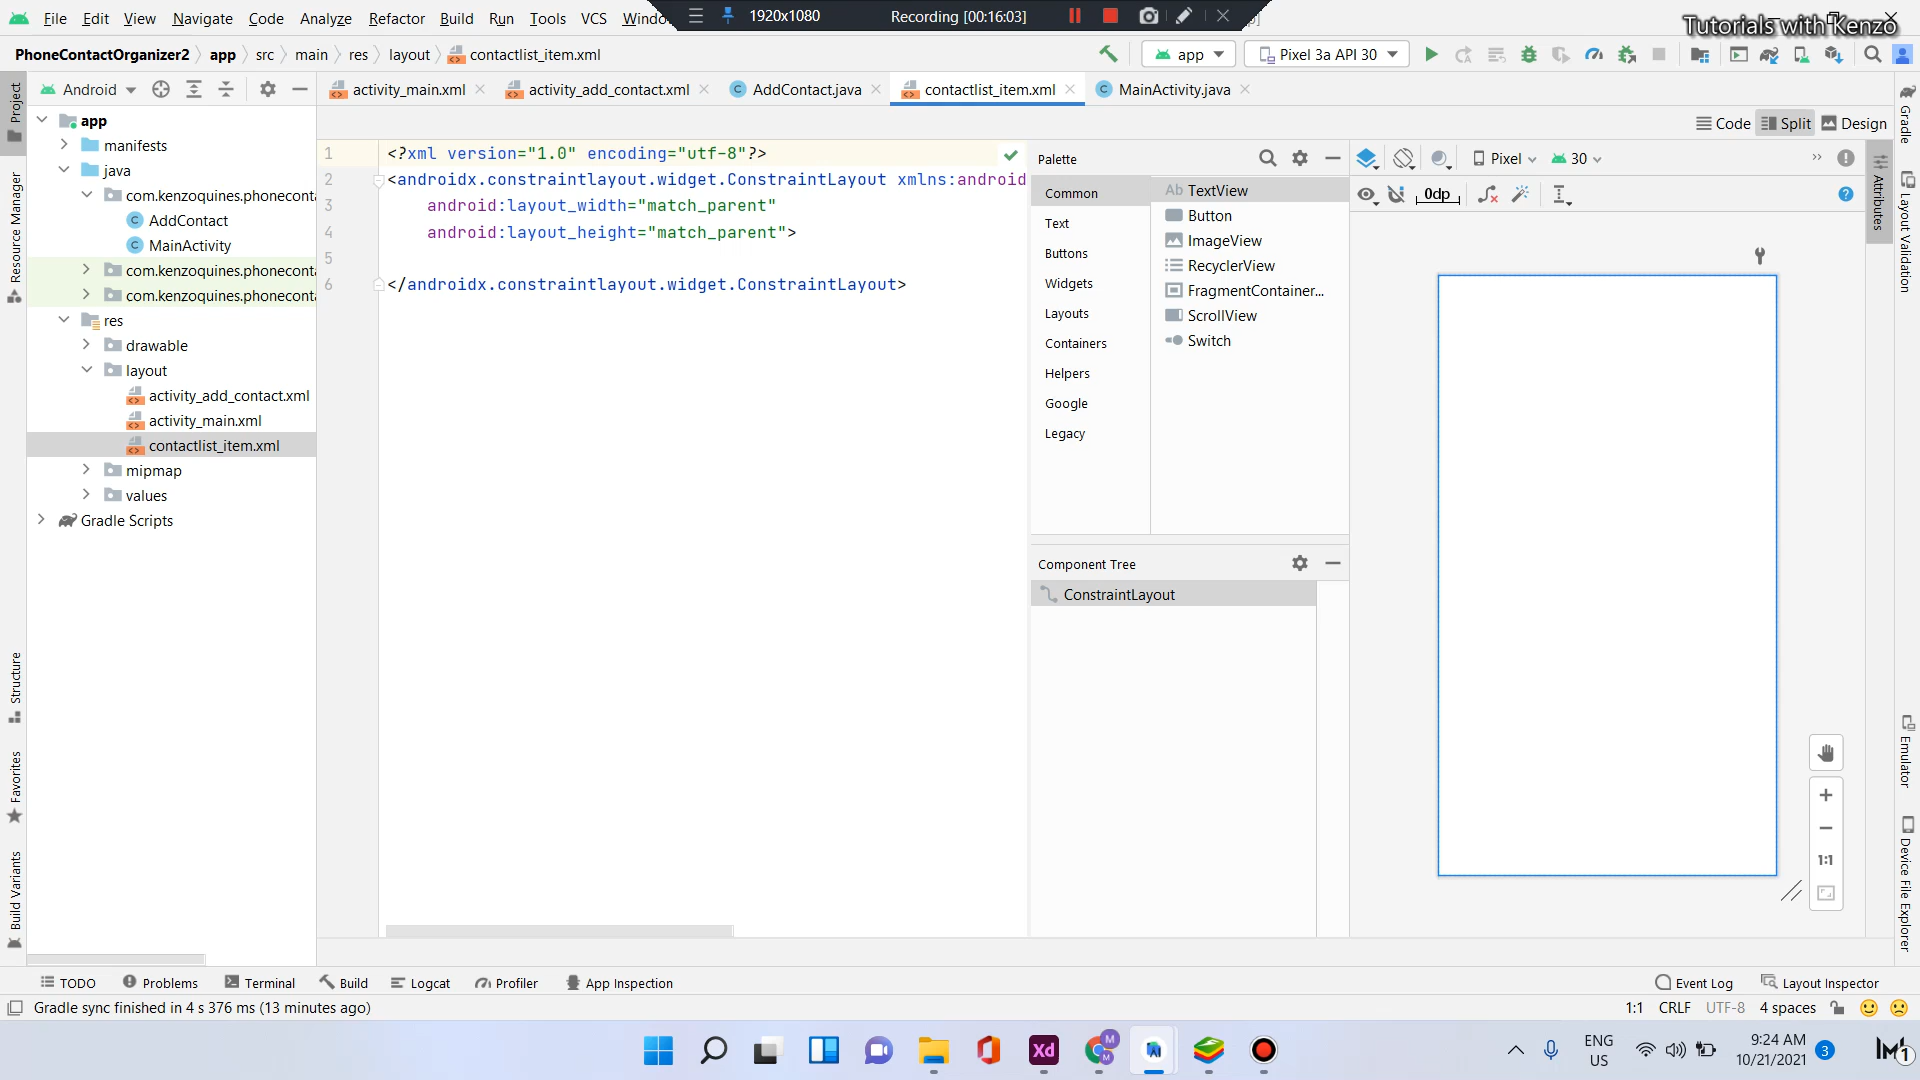 File Edit View Navigate Code Analyze Refactor Build Run Tools VCS
1920x1080 Recording [00:16:03]
Tutorials with Kenzo
PhoneContactOrganizer2 app src main res layout contactlist_item.xml
app Pixel 3a API 30
Android
activity_main.xml activity_add_contact.xml AddContact.java contactlist_item.xml MainActivity.java
Code Split Design
Project
Resource Manager
Structure
Favorites
Build Variants
app
manifests
java
com.kenzoquines.phoneconta
AddContact
MainActivity
com.kenzoquines.phoneconta
com.kenzoquines.phoneconta
res
drawable
layout
activity_add_contact.xml
activity_main.xml
contactlist_item.xml
mipmap
values
Gradle Scripts
1 <?xml version="1.0" encoding="utf-8"?>
2 <androidx.constraintlayout.widget.ConstraintLayout xmlns:android
3 android:layout_width="match_parent"
4 android:layout_height="match_parent">
5
6 </androidx.constraintlayout.widget.ConstraintLayout>
Palette
Common
Text
Buttons
Widgets
Layouts
Containers
Helpers
Google
Legacy
Ab TextView
Button
ImageView
RecyclerView
FragmentContainer...
ScrollView
Switch
Component Tree
ConstraintLayout
Pixel 30
0dp
1:1
Attributes
Gradle
Layout Validation
Emulator
Device File Explorer
TODO Problems Terminal Build Logcat Profiler App Inspection Event Log Layout Inspector
Gradle sync finished in 4 s 376 ms (13 minutes ago) 1:1 CRLF UTF-8 4 spaces
Xd
M
M
ENG
US
9:24 AM
10/21/2021
3
1